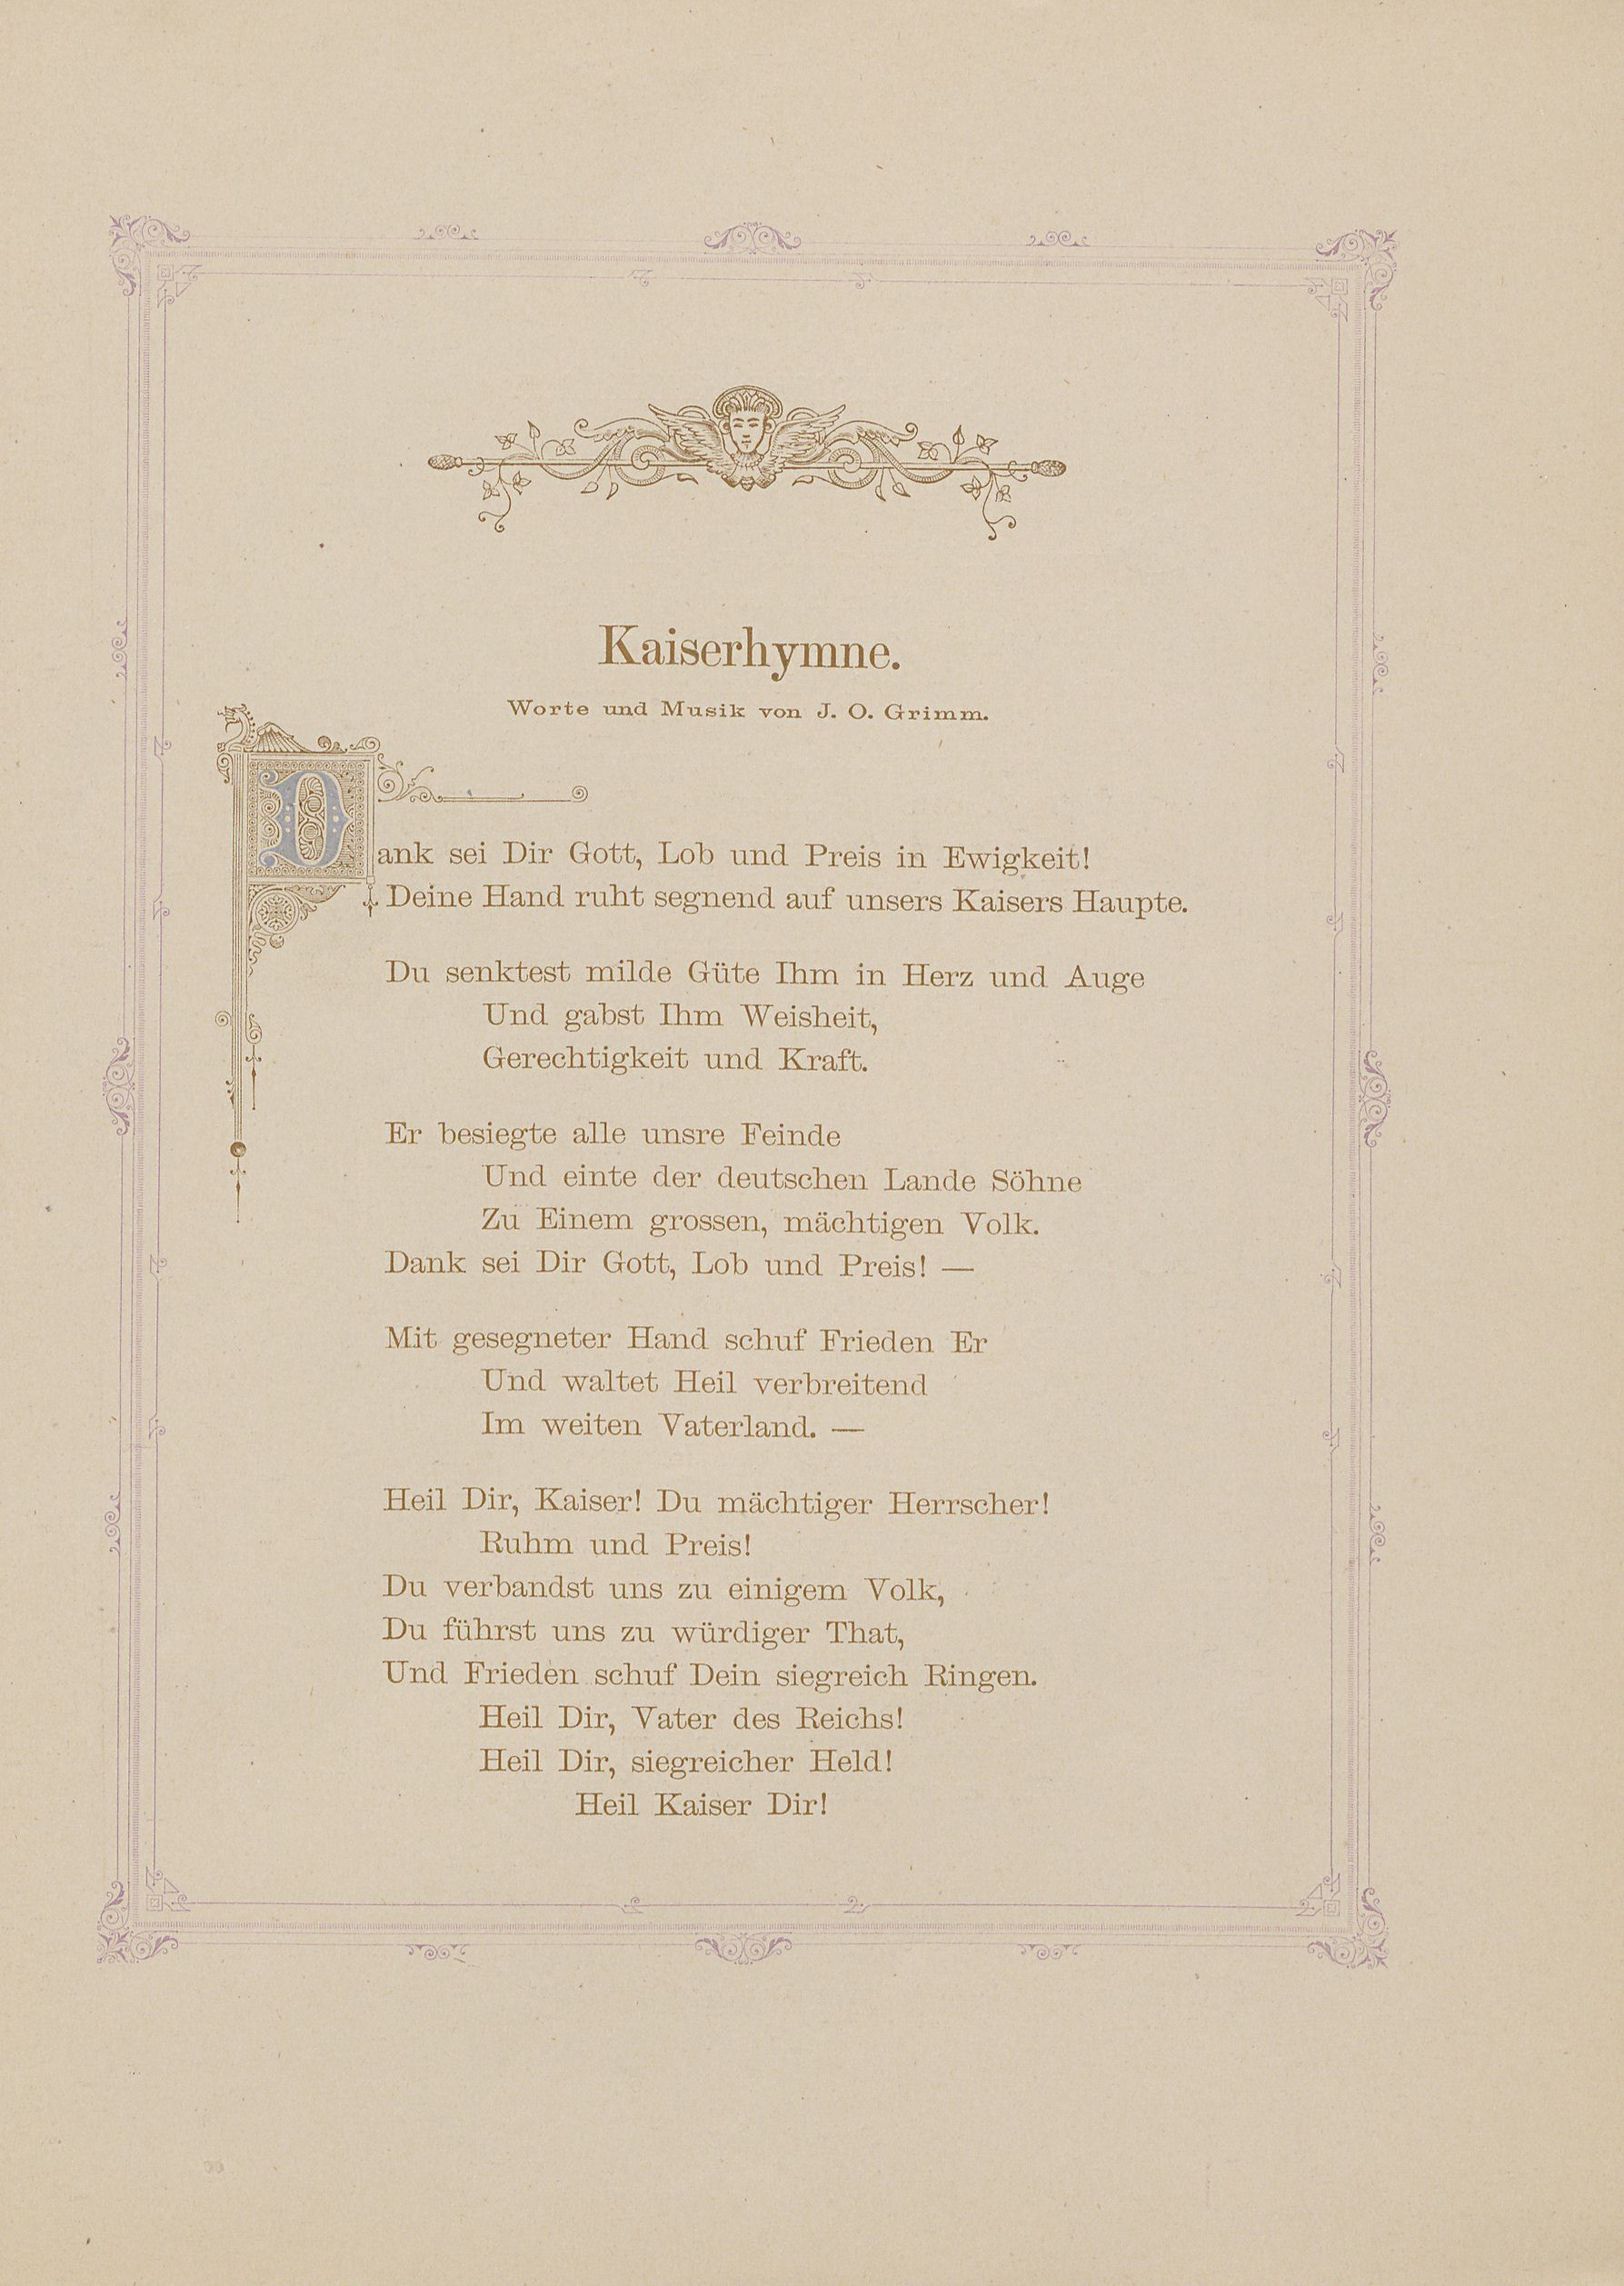 Kaiserhymne.
Worte und Musik von J. O. Grimm.
Dank sei Dir Gott, Lob und Preis in Ewigkeit!
Deine Hand ruht segnend auf unsers Kaisers Haupte.
Du senktest milde Güte Ihm in Herz und Auge
Und gabst Ihm Weisheit,
Gerechtigkeit und Kraft.
Er besiegte alle unsre Feinde
Und einte der deutschen Lande Söhne
Zu Einem grossen, mächtigen Volk.
Dank sei Dir Gott, Lob und Preis! —
Mit gesegneter Hand schuf Frieden Er
Und waltet Heil verbreitend
Im weiten Vaterland. —
Heil Dir, Kaiser! Du mächtiger Herrscher!
Ruhm und Preis!
Du verbandst uns zu einigem Volk,
Du führst uns zu würdiger That,
Und Frieden schuf Dein siegreich Ringen.
Heil Dir, Vater des Reichs!
Heil Dir, siegreicher Held!
Heil Kaiser Dir!